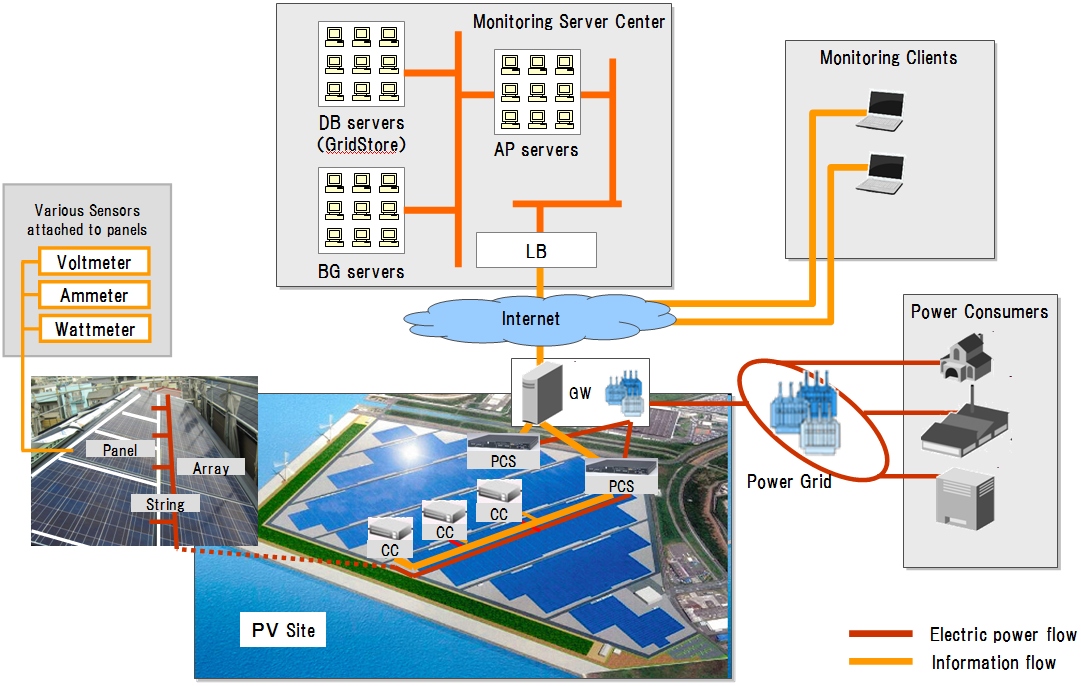 Monitoring Server Center
DB servers
(GridStore)
AP servers
BG servers
LB
Monitoring Clients
Various Sensors
attached to panels
Voltmeter
Ammeter
Wattmeter
Internet
Power Consumers
GW
Panel
Array
String
PCS
PCS
CC
CC
CC
Power Grid
PV Site
Electric power flow
Information flow